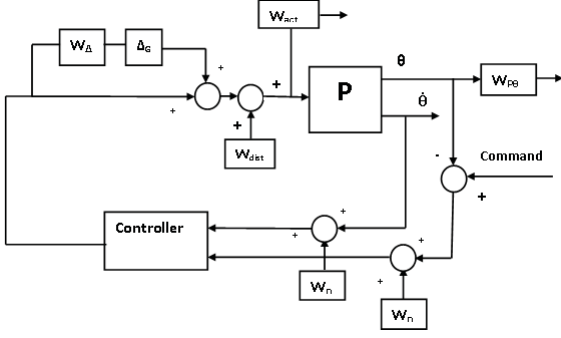 W_act
W_Δ
Δ_G
+
+
+
+
W_dist
P
θ
θ̇
W_Pθ
-
Command
+
Controller
+
+
+
+
W_n
W_n